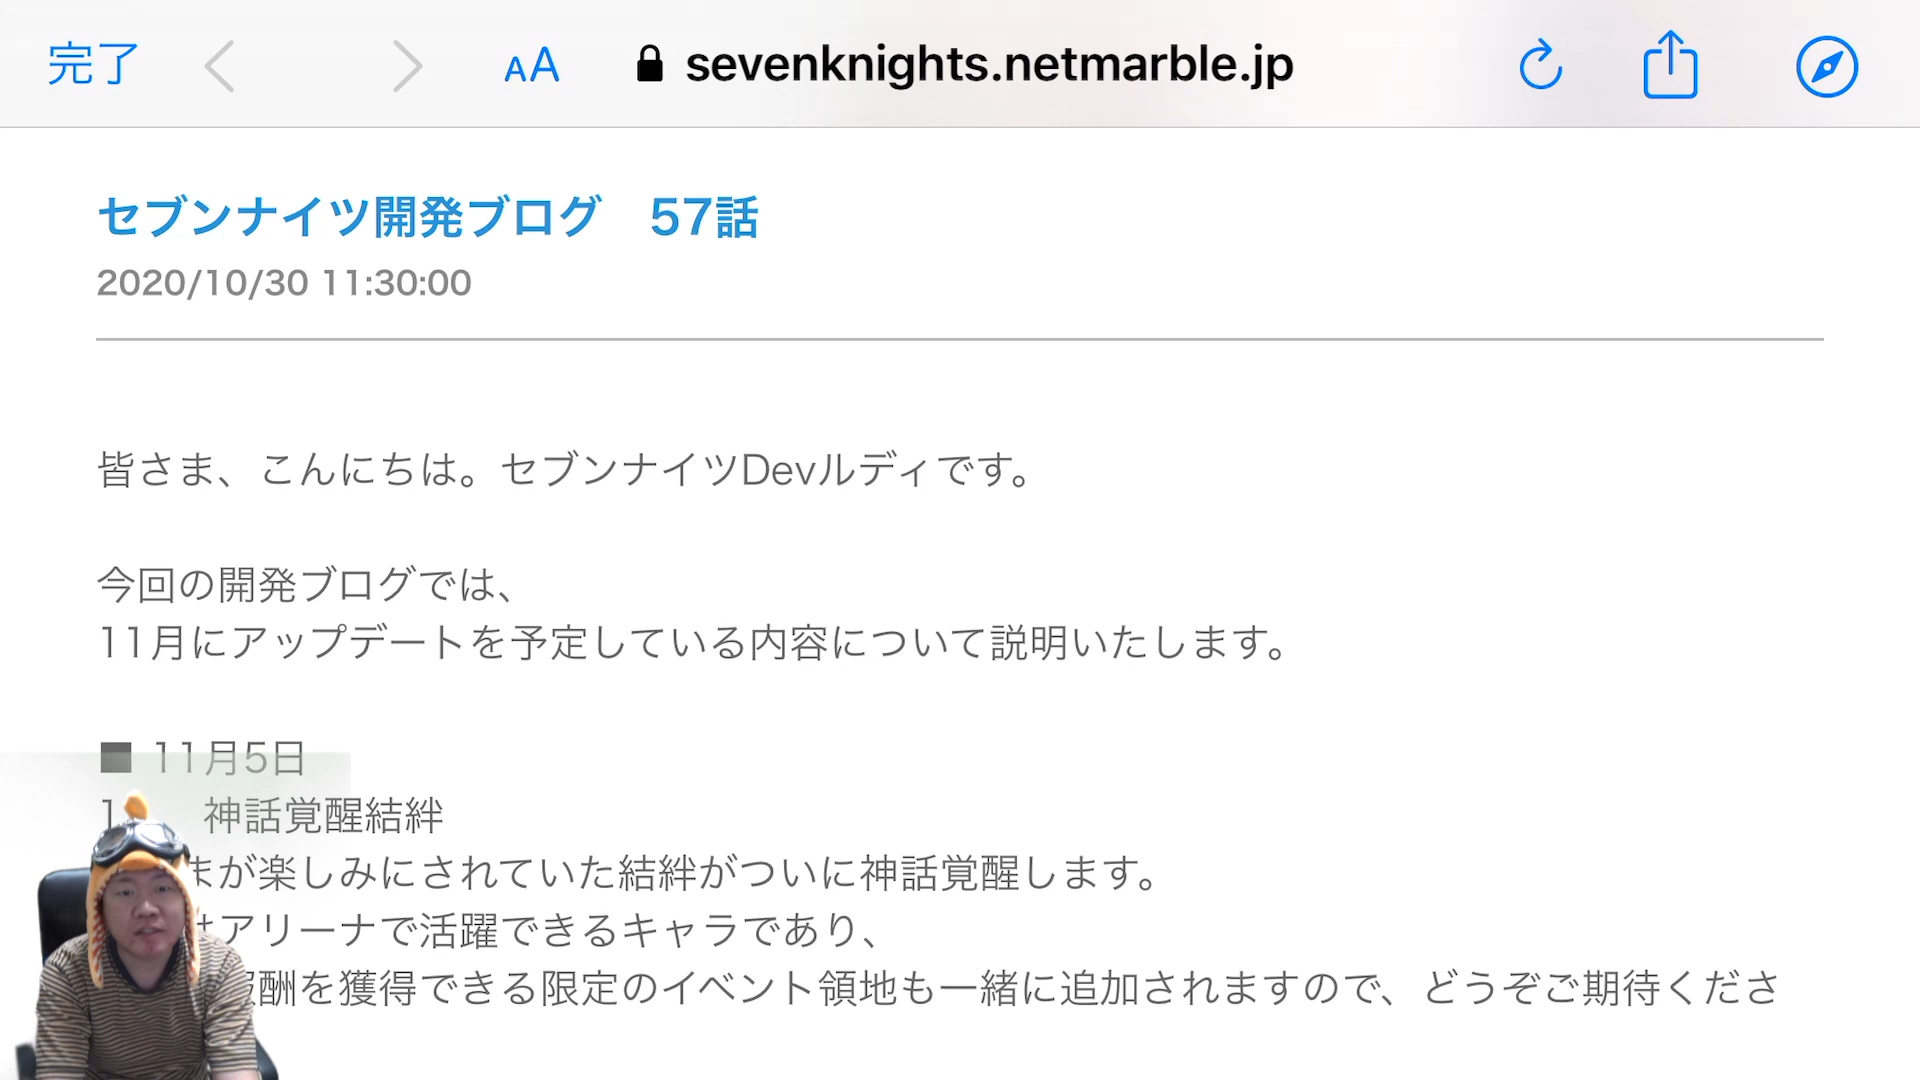 完了 AA sevenknights.netmarble.jp
セブンナイツ開発ブログ 57話
2020/10/30 11:30:00
皆さま、こんにちは。セブンナイツDevルディです。
今回の開発ブログでは、
11月にアップデートを予定している内容について説明いたします。
■ 11月5日
1 神話覚醒結絆
まが楽しみにされていた結絆がついに神話覚醒します。
はアリーナで活躍できるキャラであり、
酬を獲得できる限定のイベント領地も一緒に追加されますので、どうぞご期待くださ